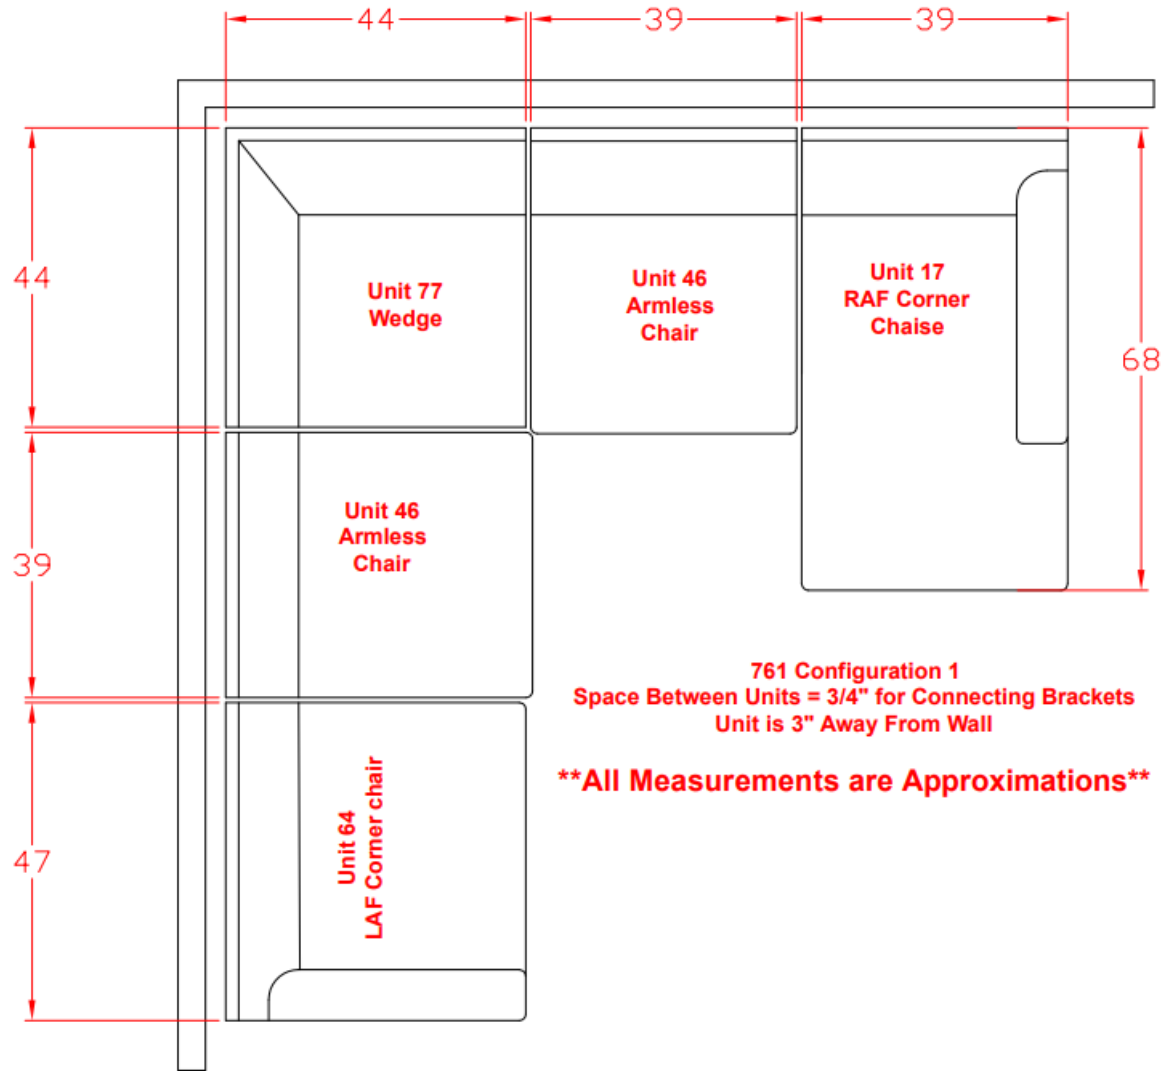 44
39
39
44
39
47
68
Unit 77
Wedge
Unit 46
Armless
Chair
Unit 17
RAF Corner
Chaise
Unit 46
Armless
Chair
Unit 64
LAF Corner chair
761 Configuration 1
Space Between Units = 3/4" for Connecting Brackets
Unit is 3" Away From Wall
**All Measurements are Approximations**